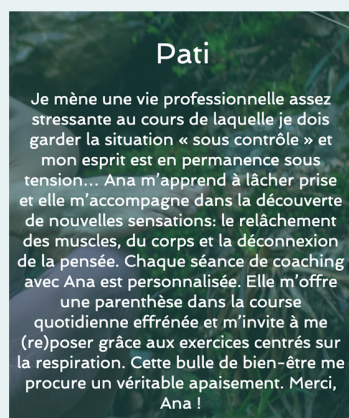 Pati
Je mène une vie professionnelle assez
stressante au cours de laquelle je dois
garder la situation « sous contrôle » et
mon esprit est en permanence sous
tension... Ana m'apprend à lâcher prise
et elle m'accompagne dans la découverte
de nouvelles sensations: le relâchement
des muscles, du corps et la déconnexion
de la pensée. Chaque séance de coaching
avec Ana est personnalisée. Elle m'offre
une parenthèse dans la course
quotidienne effrénée et m'invite à me
(re)poser grâce aux exercices centrés sur
la respiration. Cette bulle de bien-être me
procure un véritable apaisement. Merci,
Ana !